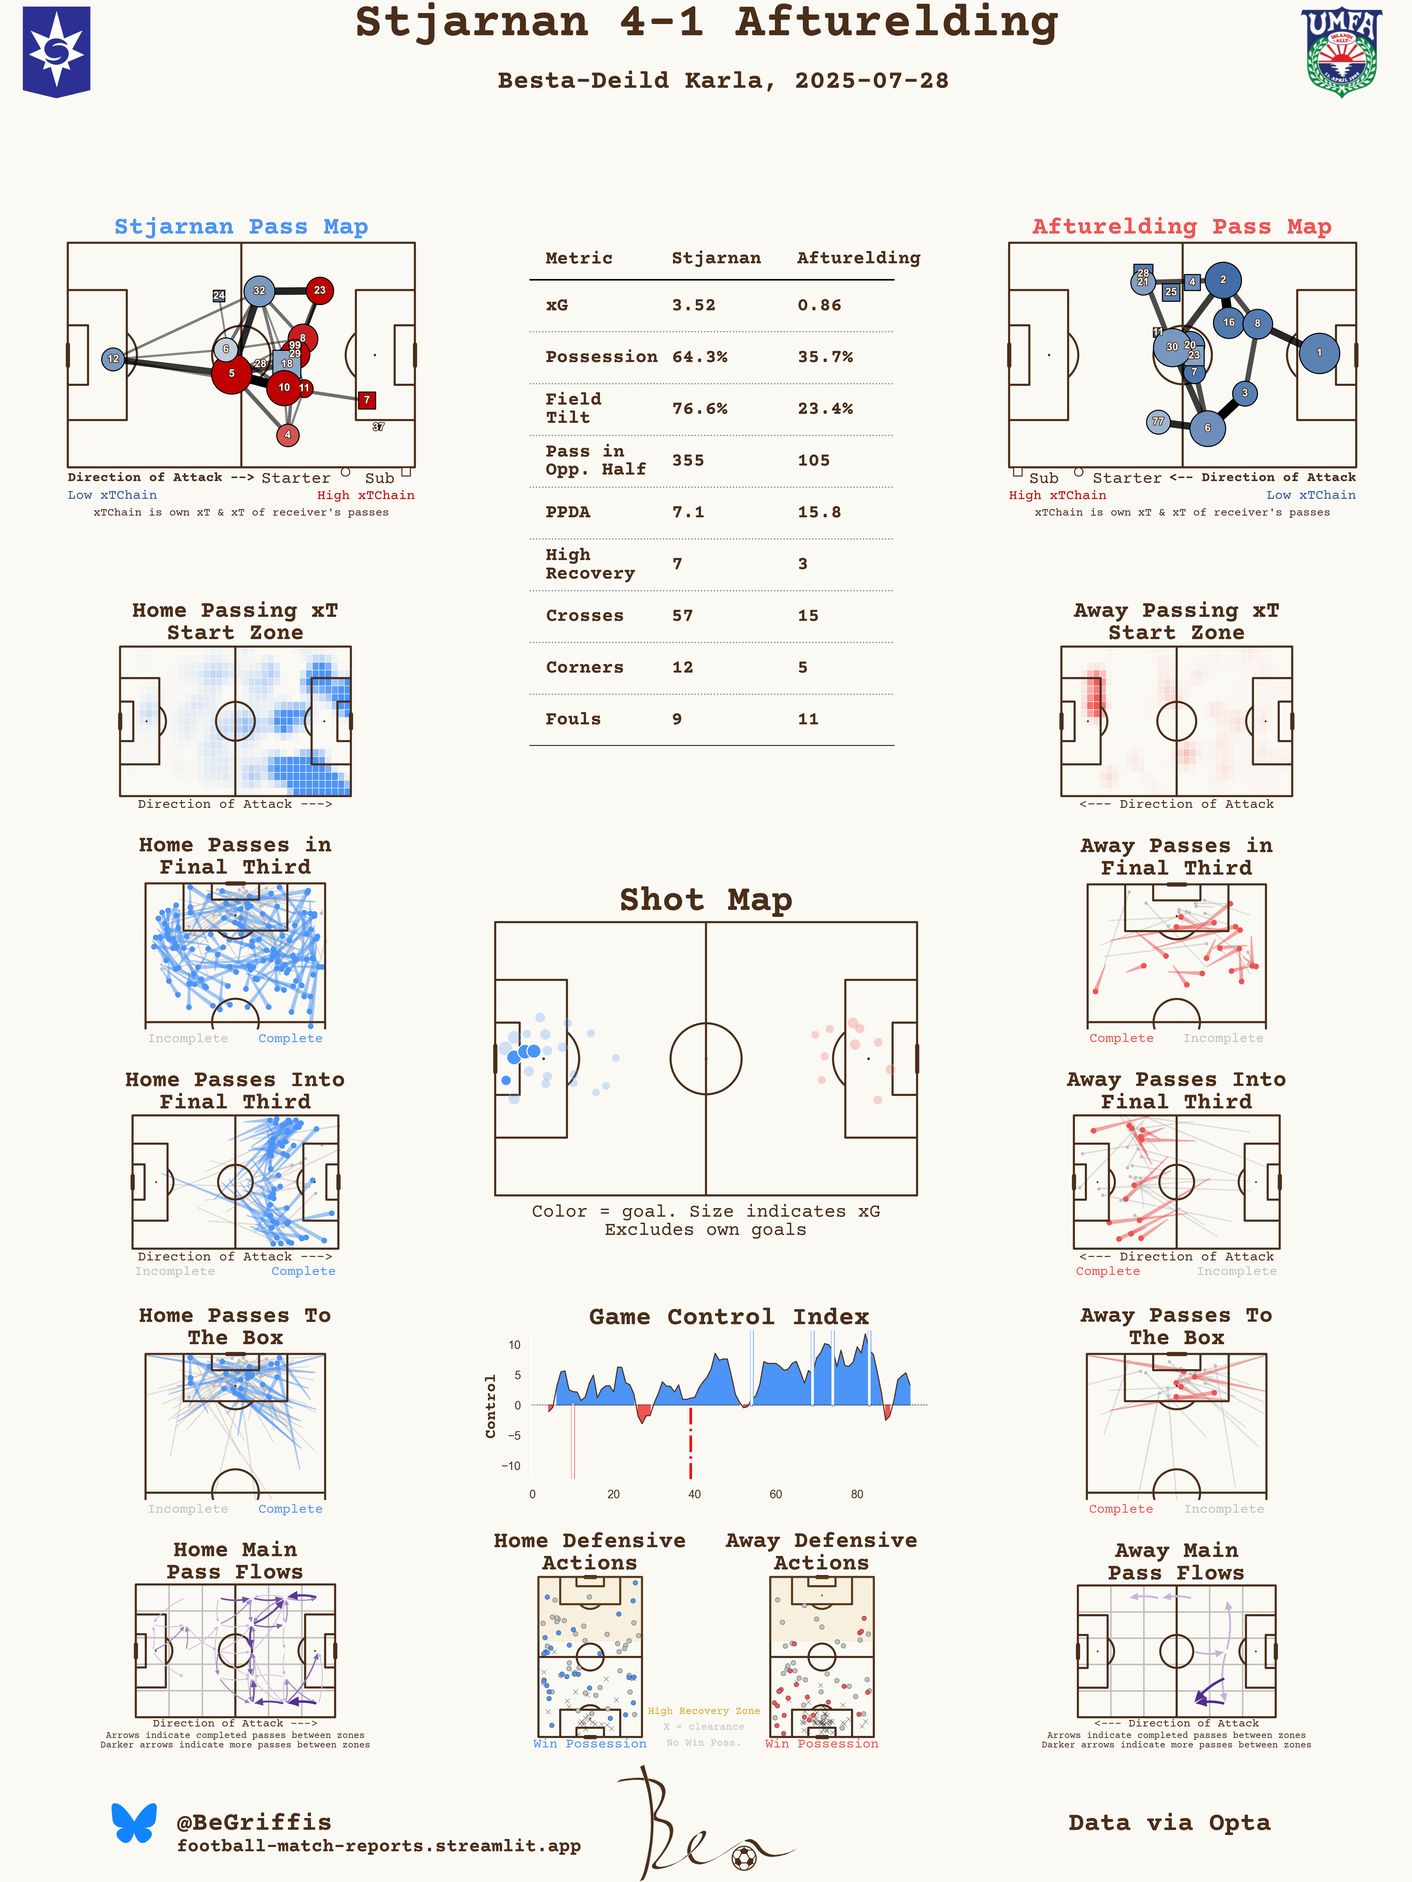 Stjarnan 4-1 Afturelding
Besta-Deild Karla, 2025-07-28
UMFA
Stjarnan Pass Map
24
32
23
12
6
8
99
29
28
18
5
10
11
7
4
37
Direction of Attack --> Starter Sub
Low xTChain High xTChain
xTChain is own xT & xT of receiver's passes
Metric Stjarnan Afturelding
xG 3.52 0.86
Possession 64.3% 35.7%
Field
Tilt 76.6% 23.4%
Pass in
Opp. Half 355 105
PPDA 7.1 15.8
High
Recovery 7 3
Crosses 57 15
Corners 12 5
Fouls 9 11
Afturelding Pass Map
28
21
4
2
25
11
16
8
30
20
23
7
1
3
77
6
Sub Starter <-- Direction of Attack
High xTChain Low xTChain
xTChain is own xT & xT of receiver's passes
Home Passing xT
Start Zone
Direction of Attack --->
Away Passing xT
Start Zone
<--- Direction of Attack
Home Passes in
Final Third
Incomplete Complete
Away Passes in
Final Third
Complete Incomplete
Shot Map
Color = goal. Size indicates xG
Excludes own goals
Home Passes Into
Final Third
Direction of Attack --->
Incomplete Complete
Away Passes Into
Final Third
<--- Direction of Attack
Complete Incomplete
Home Passes To
The Box
Incomplete Complete
Game Control Index
Control
10
5
0
−5
−10
0 20 40 60 80
Away Passes To
The Box
Complete Incomplete
Home Main
Pass Flows
Direction of Attack --->
Arrows indicate completed passes between zones
Darker arrows indicate more passes between zones
Home Defensive
Actions
Win Possession
High Recovery Zone
X = clearance
No Win Poss.
Away Defensive
Actions
Win Possession
Away Main
Pass Flows
<--- Direction of Attack
Arrows indicate completed passes between zones
Darker arrows indicate more passes between zones
@BeGriffis
football-match-reports.streamlit.app
Ben
Data via Opta